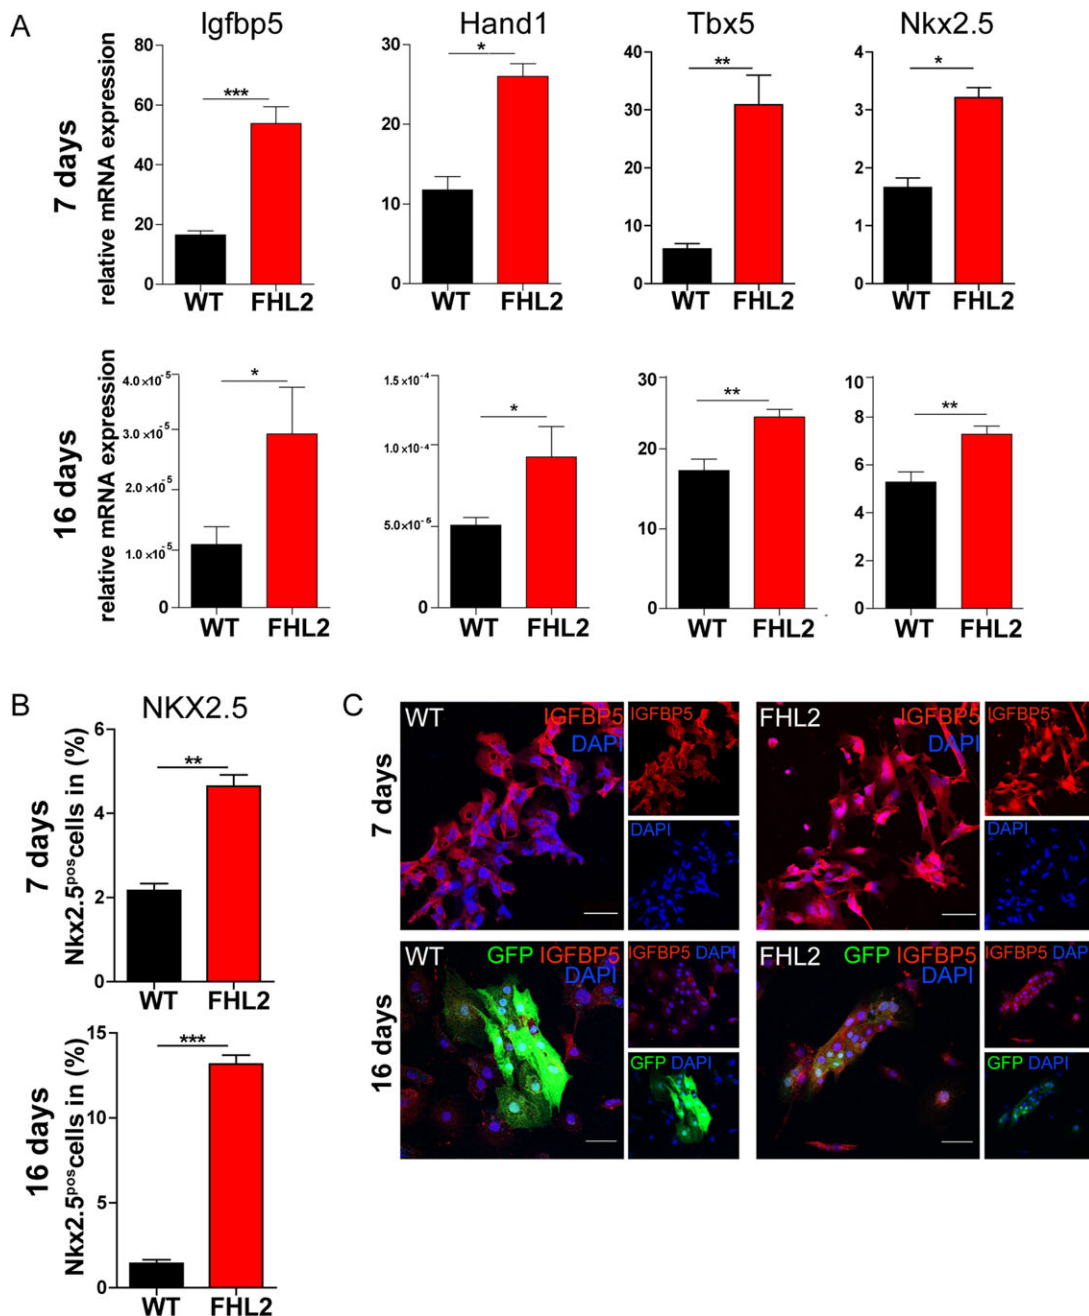 A
Igfbp5
Hand1
Tbx5
Nkx2.5
7 days
relative mRNA expression
80
60
40
20
0
***
WT
FHL2
30
20
10
0
*
WT
FHL2
40
30
20
10
0
**
WT
FHL2
4
3
2
1
0
*
WT
FHL2
16 days
relative mRNA expression
4.0×10⁻⁵
3.0×10⁻⁵
2.0×10⁻⁵
1.0×10⁻⁵
0
*
WT
FHL2
1.5×10⁻⁴
1.0×10⁻⁴
5.0×10⁻⁵
0
*
WT
FHL2
30
20
10
0
**
WT
FHL2
10
8
6
4
2
0
**
WT
FHL2
B
NKX2.5
7 days
Nkx2.5ᵖᵒˢcells in (%)
6
4
2
0
**
WT
FHL2
16 days
Nkx2.5ᵖᵒˢcells in (%)
15
10
5
0
***
WT
FHL2
C
7 days
WT
IGFBP5
DAPI
IGFBP5
DAPI
FHL2
IGFBP5
DAPI
IGFBP5
DAPI
16 days
WT
GFP IGFBP5
DAPI
IGFBP5 DAPI
GFP DAPI
FHL2
GFP IGFBP5
DAPI
IGFBP5 DAPI
GFP DAPI